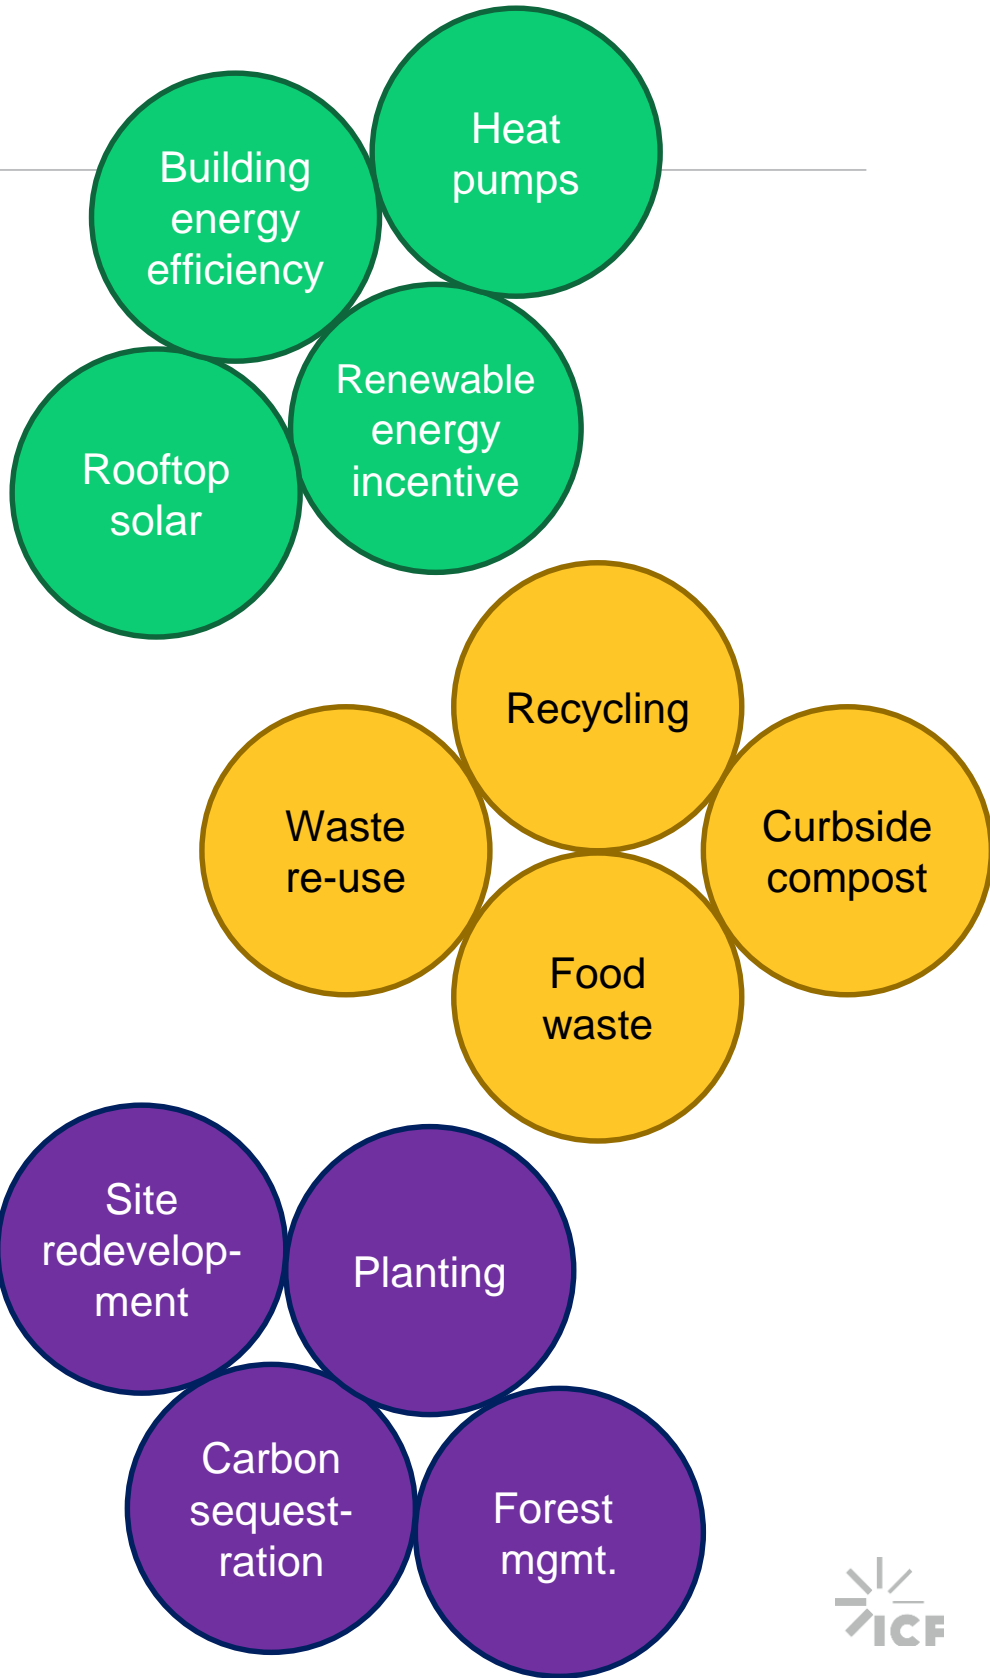 Heat
pumps
Building
energy
efficiency
Renewable
energy
incentive
Rooftop
solar
Recycling
Waste
re-use
Curbside
compost
Food
waste
Site
redevelop-
ment
Planting
Carbon
sequest-
ration
Forest
mgmt.
ICF